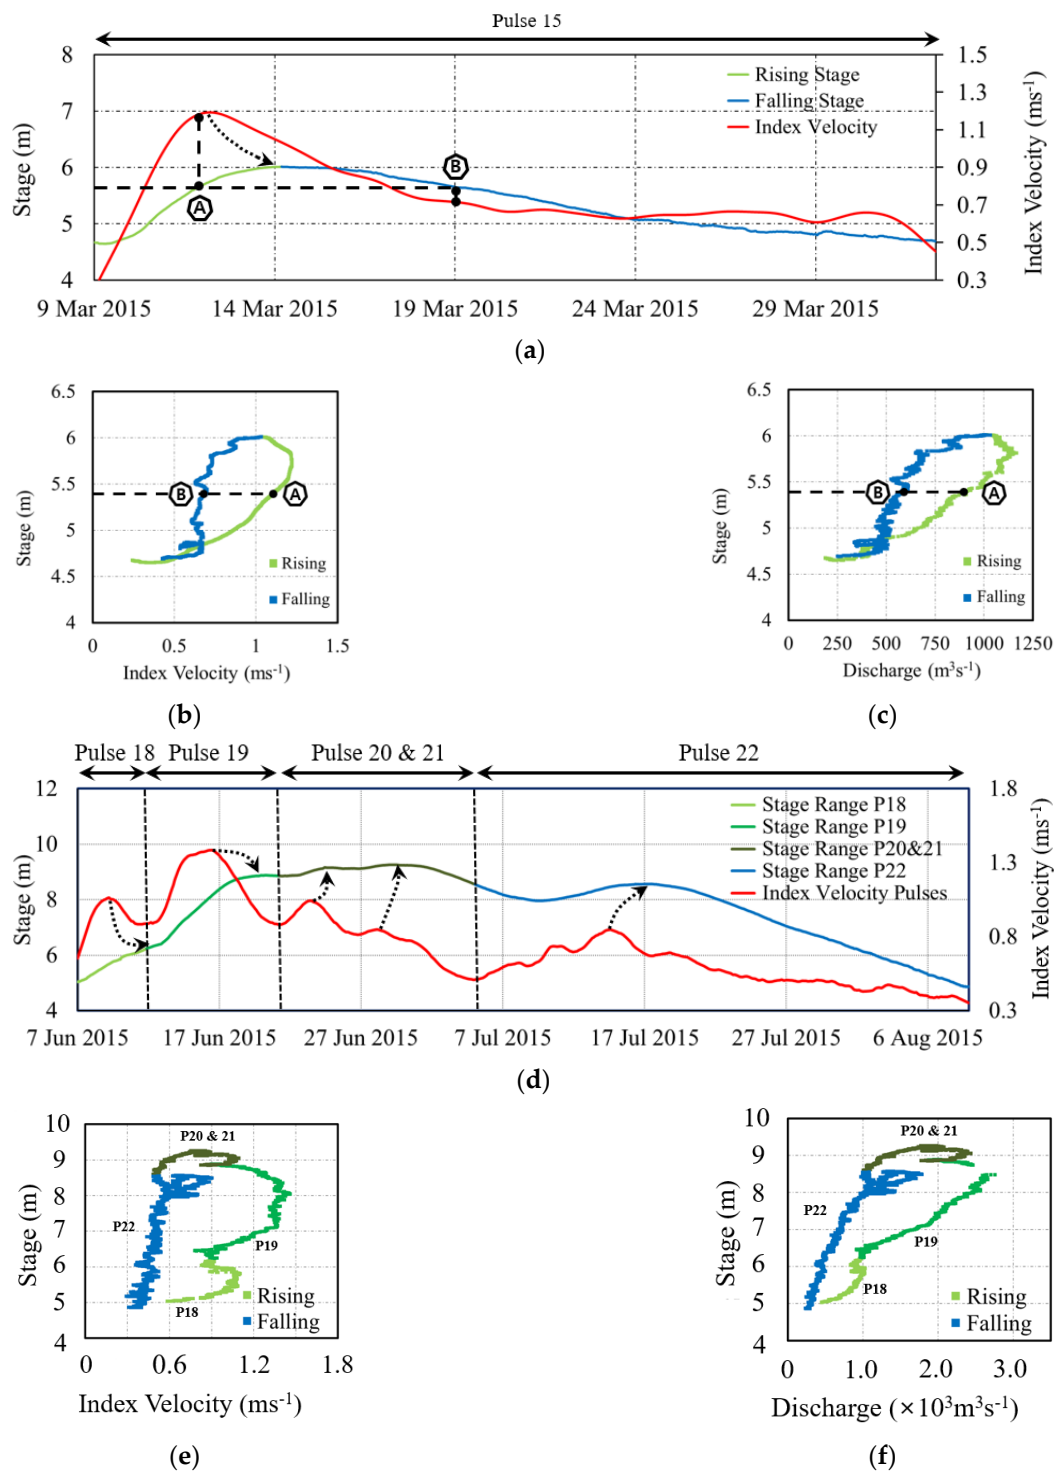 Pulse 15
8
7
6
5
4
Stage (m)
1.5
1.3
1.1
0.9
0.7
0.5
0.3
Index Velocity (ms-1)
Rising Stage
Falling Stage
Index Velocity
A
B
9 Mar 2015 14 Mar 2015 19 Mar 2015 24 Mar 2015 29 Mar 2015
(a)
6.5
6
5.5
5
4.5
4
Stage (m)
B
A
Rising
Falling
0 0.5 1 1.5
Index Velocity (ms-1)
(b)
6.5
6
5.5
5
4.5
4
Stage (m)
B
A
Rising
Falling
0 250 500 750 1000 1250
Discharge (m3s-1)
(c)
Pulse 18 Pulse 19 Pulse 20 & 21 Pulse 22
12
10
8
6
4
Stage (m)
1.8
1.3
0.8
0.3
Index Velocity (ms-1)
Stage Range P18
Stage Range P19
Stage Range P20&21
Stage Range P22
Index Velocity Pulses
7 Jun 2015 17 Jun 2015 27 Jun 2015 7 Jul 2015 17 Jul 2015 27 Jul 2015 6 Aug 2015
(d)
10
9
8
7
6
5
4
Stage (m)
P20 & 21
P22
P19
P18
Rising
Falling
0 0.6 1.2 1.8
Index Velocity (ms-1)
(e)
10
9
8
7
6
5
4
Stage (m)
P20 & 21
P22
P19
P18
Rising
Falling
0 1.0 2.0 3.0
Discharge (×103m3s-1)
(f)